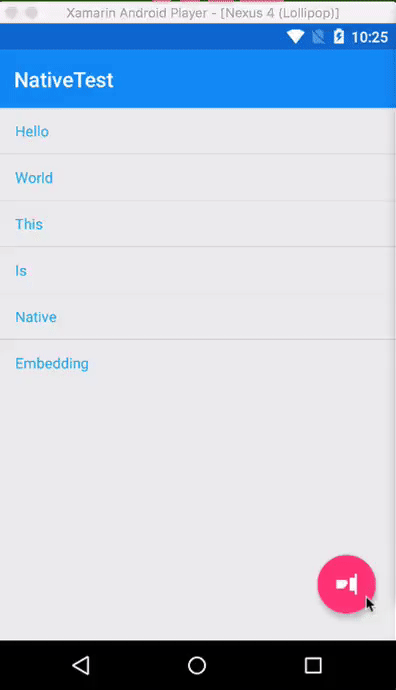 Xamarin Android Player - [Nexus 4 (Lollipop)]
10:25
NativeTest
Hello
World
This
Is
Native
Embedding